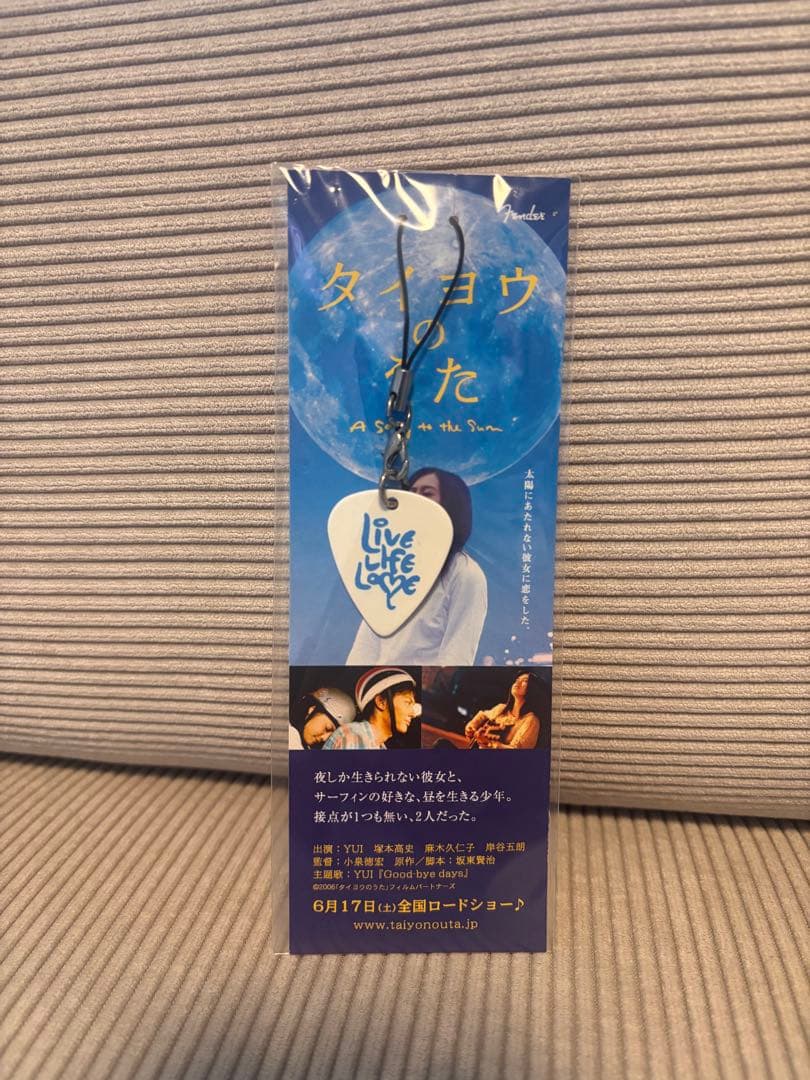 Fender
タイヨウ
の
うた
A Song to the Sun
太陽にあたれない彼女に恋をした。
LiVE
LiFE
LOVE
夜しか生きられない彼女と、
サーフィンの好きな、昼を生きる少年。
接点が1つも無い、2人だった。
出演：YUI 塚本高史 麻木久仁子 岸谷五朗
監督：小泉徳宏 原作／脚本：坂東賢治
主題歌：YUI『Good-bye days』
©2006「タイヨウのうた」フィルムパートナーズ
6月17日(土)全国ロードショー♪
www.taiyonouta.jp